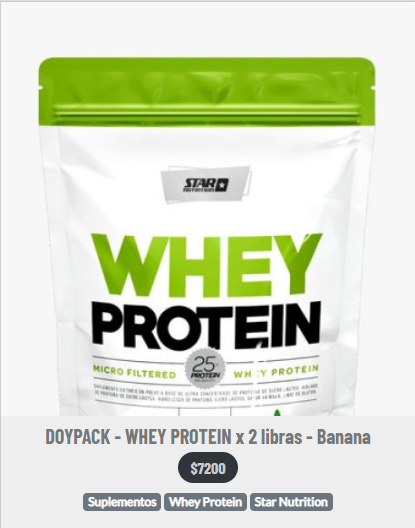 STAR
NUTRITION
WHEY
PROTEIN
MICRO FILTERED
25
PROTEIN
WHEY PROTEIN
DOYPACK - WHEY PROTEIN x 2 libras - Banana
$7200
Suplementos
Whey Protein
Star Nutrition